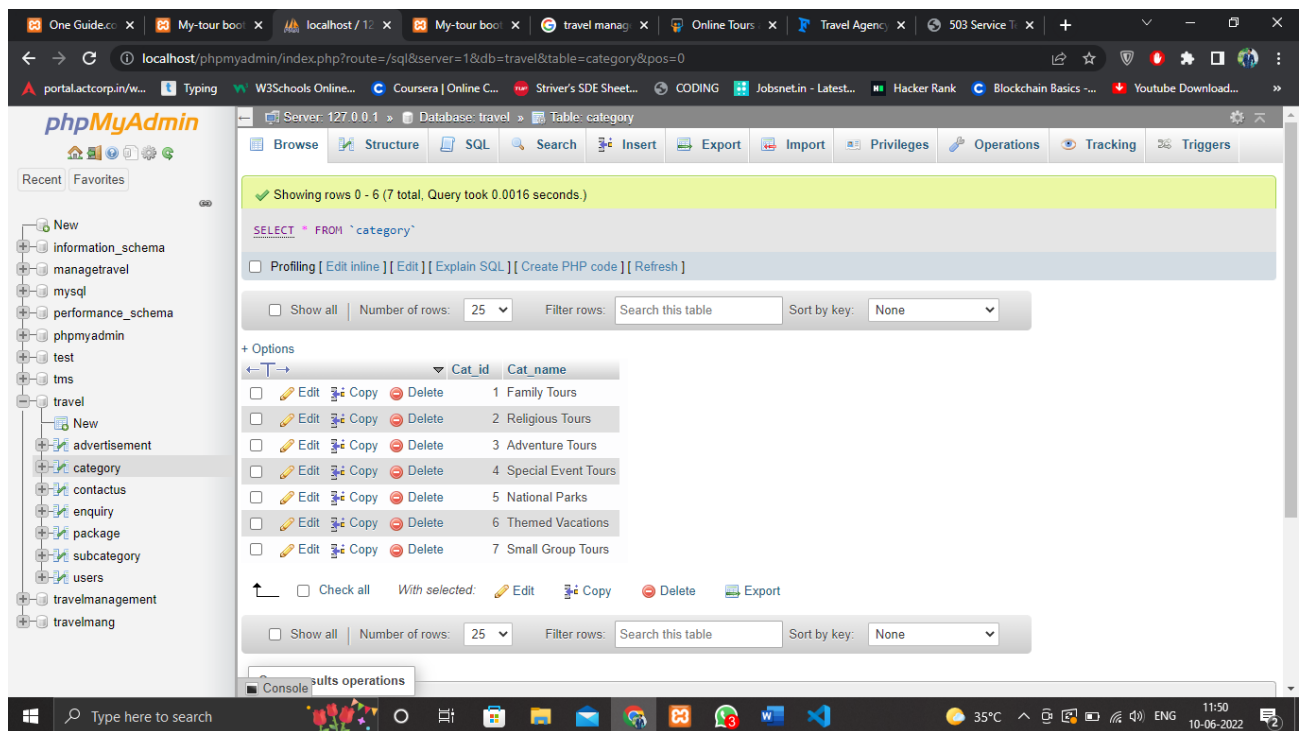 One Guide.co My-tour boot localhost / 12 My-tour boot travel manag Online Tours Travel Agency 503 Service
localhost/phpmyadmin/index.php?route=/sql&server=1&db=travel&table=category&pos=0
portal.actcorp.in/w... Typing W3Schools Online... Coursera | Online C... Striver's SDE Sheet... CODING Jobsnet.in - Latest... Hacker Rank Blockchain Basics -... Youtube Download... »
phpMyAdmin
Recent Favorites
New
information_schema
managetravel
mysql
performance_schema
phpmyadmin
test
tms
travel
New
advertisement
category
contactus
enquiry
package
subcategory
users
travelmanagement
travelmang
Server: 127.0.0.1 » Database: travel » Table: category
Browse Structure SQL Search Insert Export Import Privileges Operations Tracking Triggers
Showing rows 0 - 6 (7 total, Query took 0.0016 seconds.)
SELECT * FROM `category`
Profiling [ Edit inline ] [ Edit ] [ Explain SQL ] [ Create PHP code ] [ Refresh ]
Show all | Number of rows: 25 Filter rows: Search this table Sort by key: None
+ Options
←T→ Cat_id Cat_name
Edit Copy Delete 1 Family Tours
Edit Copy Delete 2 Religious Tours
Edit Copy Delete 3 Adventure Tours
Edit Copy Delete 4 Special Event Tours
Edit Copy Delete 5 National Parks
Edit Copy Delete 6 Themed Vacations
Edit Copy Delete 7 Small Group Tours
Check all With selected: Edit Copy Delete Export
Show all | Number of rows: 25 Filter rows: Search this table Sort by key: None
operations
Console
Type here to search 3 35°C ENG 11:50
10-06-2022 2